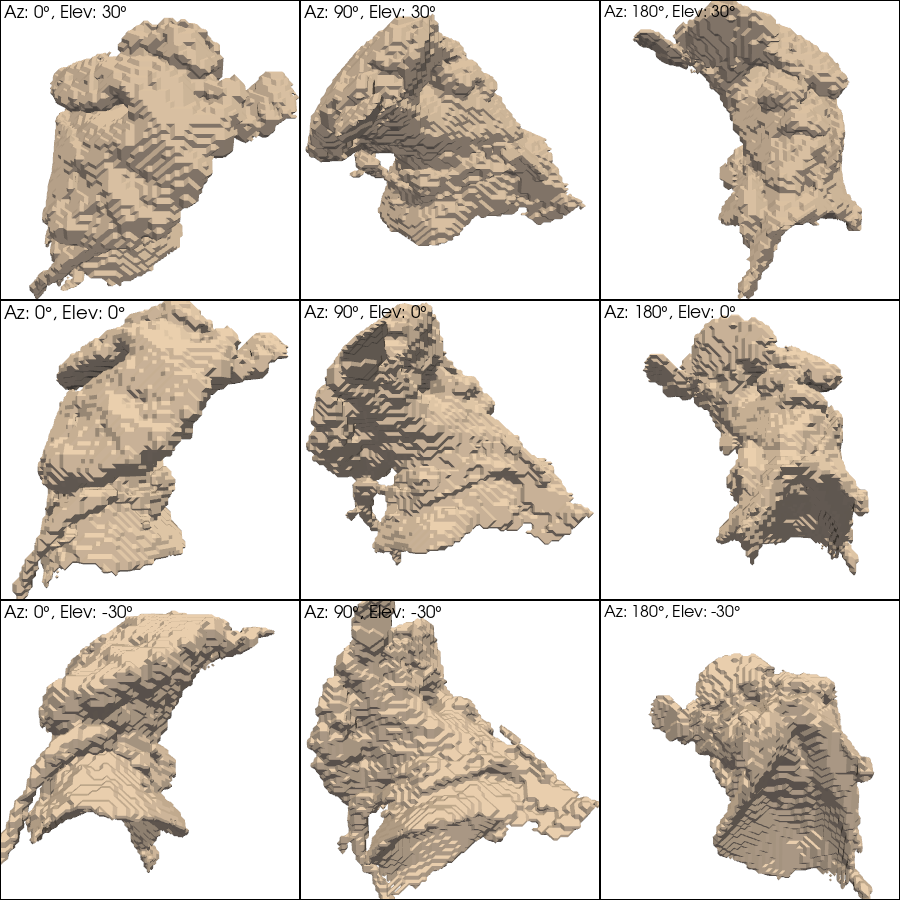 Az: 0°, Elev: 30°
Az: 90°, Elev: 30°
Az: 180°, Elev: 30°
Az: 0°, Elev: 0°
Az: 90°, Elev: 0°
Az: 180°, Elev: 0°
Az: 0°, Elev: -30°
Az: 90°, Elev: -30°
Az: 180°, Elev: -30°